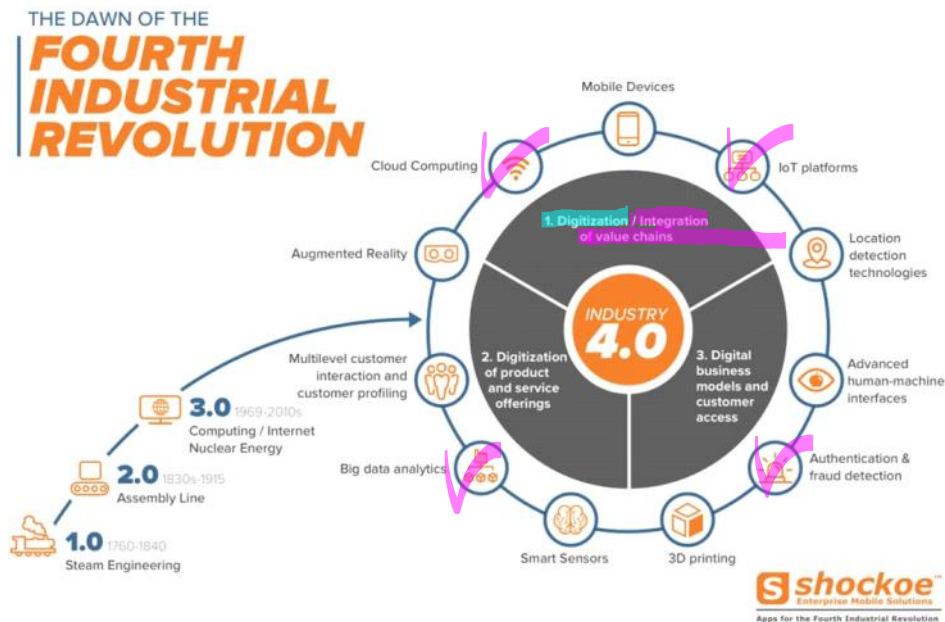 THE DAWN OF THE
FOURTH
INDUSTRIAL
REVOLUTION
Mobile Devices
Cloud Computing
IoT platforms
1. Digitization / Integration
of value chains
Augmented Reality
Location
detection
technologies
INDUSTRY
4.0
2. Digitization
of product
and service
offerings
3. Digital
business
models and
customer
access
Multilevel customer
interaction and
customer profiling
Advanced
human-machine
interfaces
3.0 1969-2010s
Computing / Internet
Nuclear Energy
Big data analytics
Authentication &
fraud detection
2.0 1830s-1915
Assembly Line
1.0 1760-1840
Steam Engineering
Smart Sensors
3D printing
S shockoe™
Enterprise Mobile Solutions
Apps for the Fourth Industrial Revolution